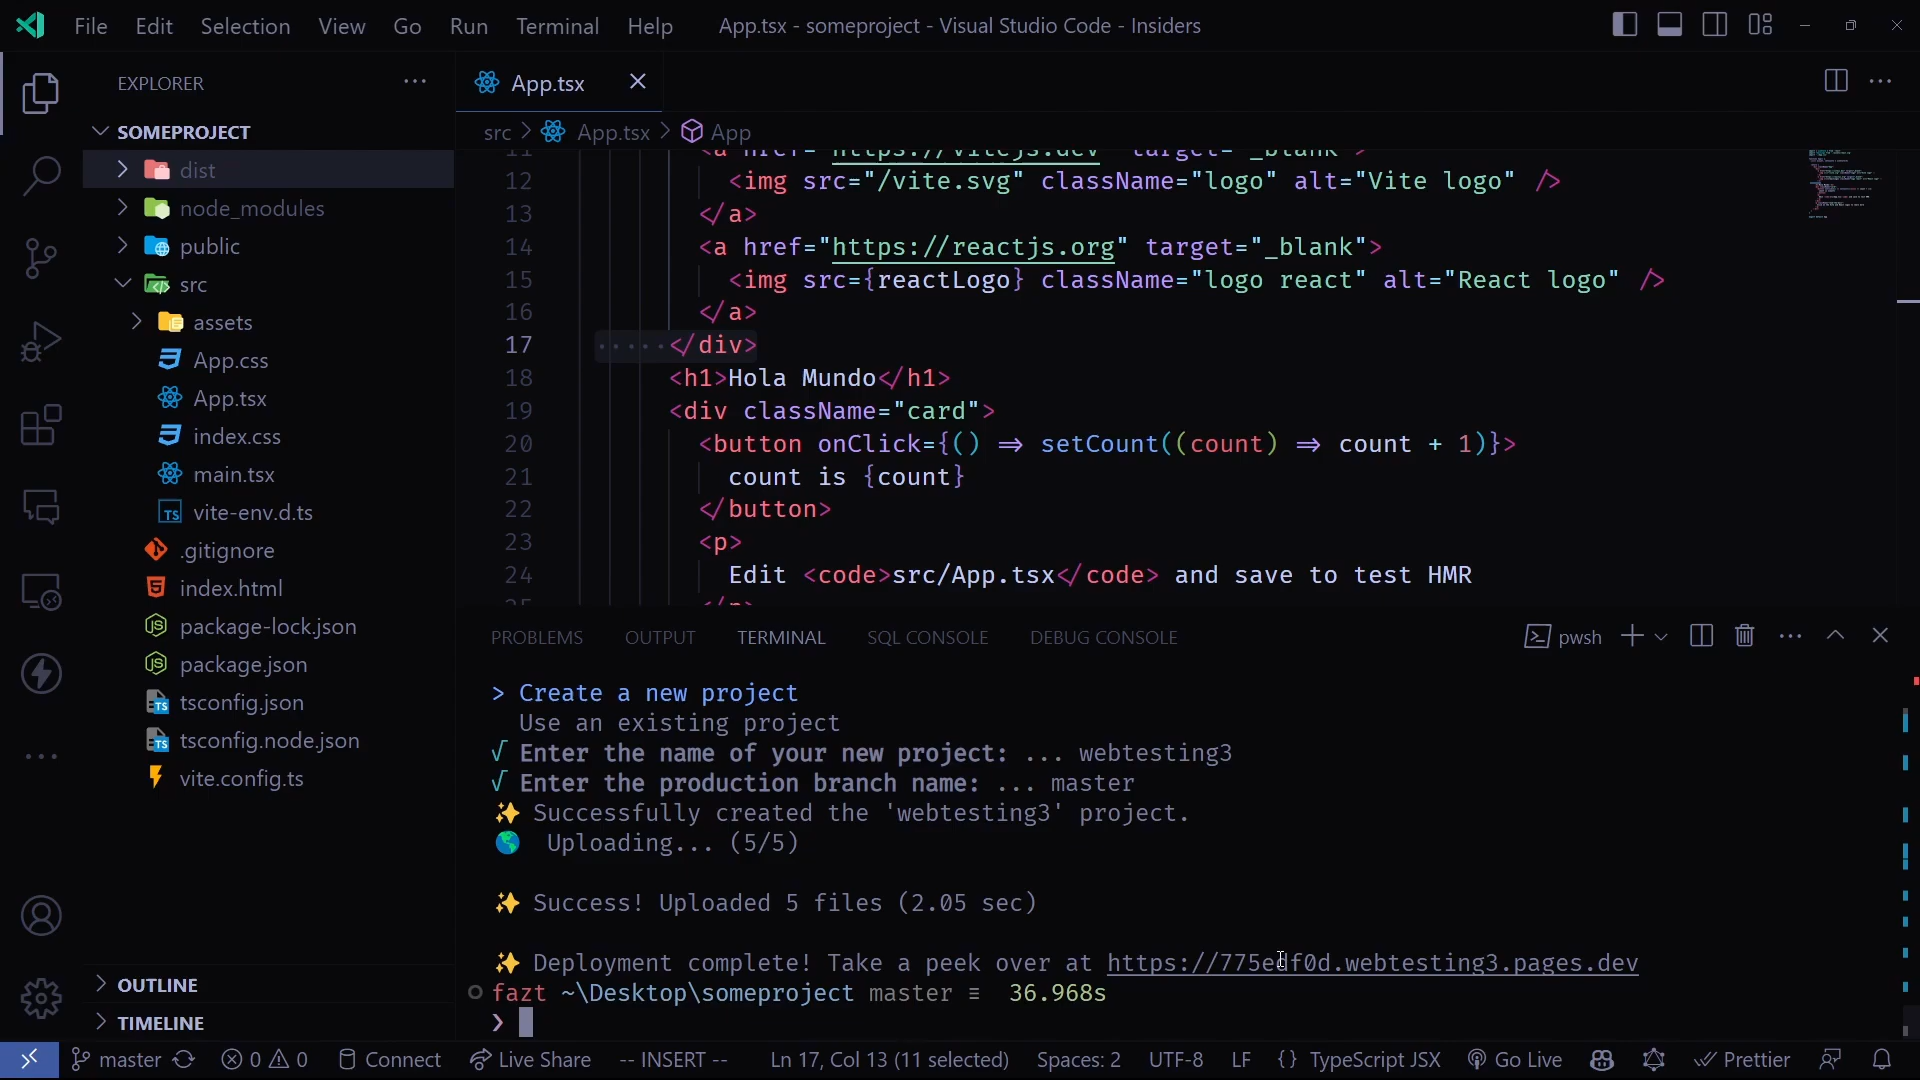 File Edit Selection View Go Run Terminal Help App.tsx - someproject - Visual Studio Code - Insiders
EXPLORER
SOMEPROJECT
dist
node_modules
public
src
assets
App.css
App.tsx
index.css
main.tsx
vite-env.d.ts
.gitignore
index.html
package-lock.json
package.json
tsconfig.json
tsconfig.node.json
vite.config.ts
OUTLINE
TIMELINE
App.tsx
src > App.tsx > App
11 <a href="https://vitejs.dev" target="_blank">
12 <img src="/vite.svg" className="logo" alt="Vite logo" />
13 </a>
14 <a href="https://reactjs.org" target="_blank">
15 <img src={reactLogo} className="logo react" alt="React logo" />
16 </a>
17 ·····</div>
18 <h1>Hola Mundo</h1>
19 <div className="card">
20 <button onClick={() => setCount((count) => count + 1)}>
21 count is {count}
22 </button>
23 <p>
24 Edit <code>src/App.tsx</code> and save to test HMR
25 </p>
PROBLEMS OUTPUT TERMINAL SQL CONSOLE DEBUG CONSOLE pwsh
> Create a new project
Use an existing project
√ Enter the name of your new project: ... webtesting3
√ Enter the production branch name: ... master
✨ Successfully created the 'webtesting3' project.
🌎 Uploading... (5/5)
✨ Success! Uploaded 5 files (2.05 sec)
✨ Deployment complete! Take a peek over at https://775edf0d.webtesting3.pages.dev
fazt ~\Desktop\someproject master ≡ 36.968s
❯
master 0 0 Connect Live Share -- INSERT -- Ln 17, Col 13 (11 selected) Spaces: 2 UTF-8 LF {} TypeScript JSX Go Live Prettier